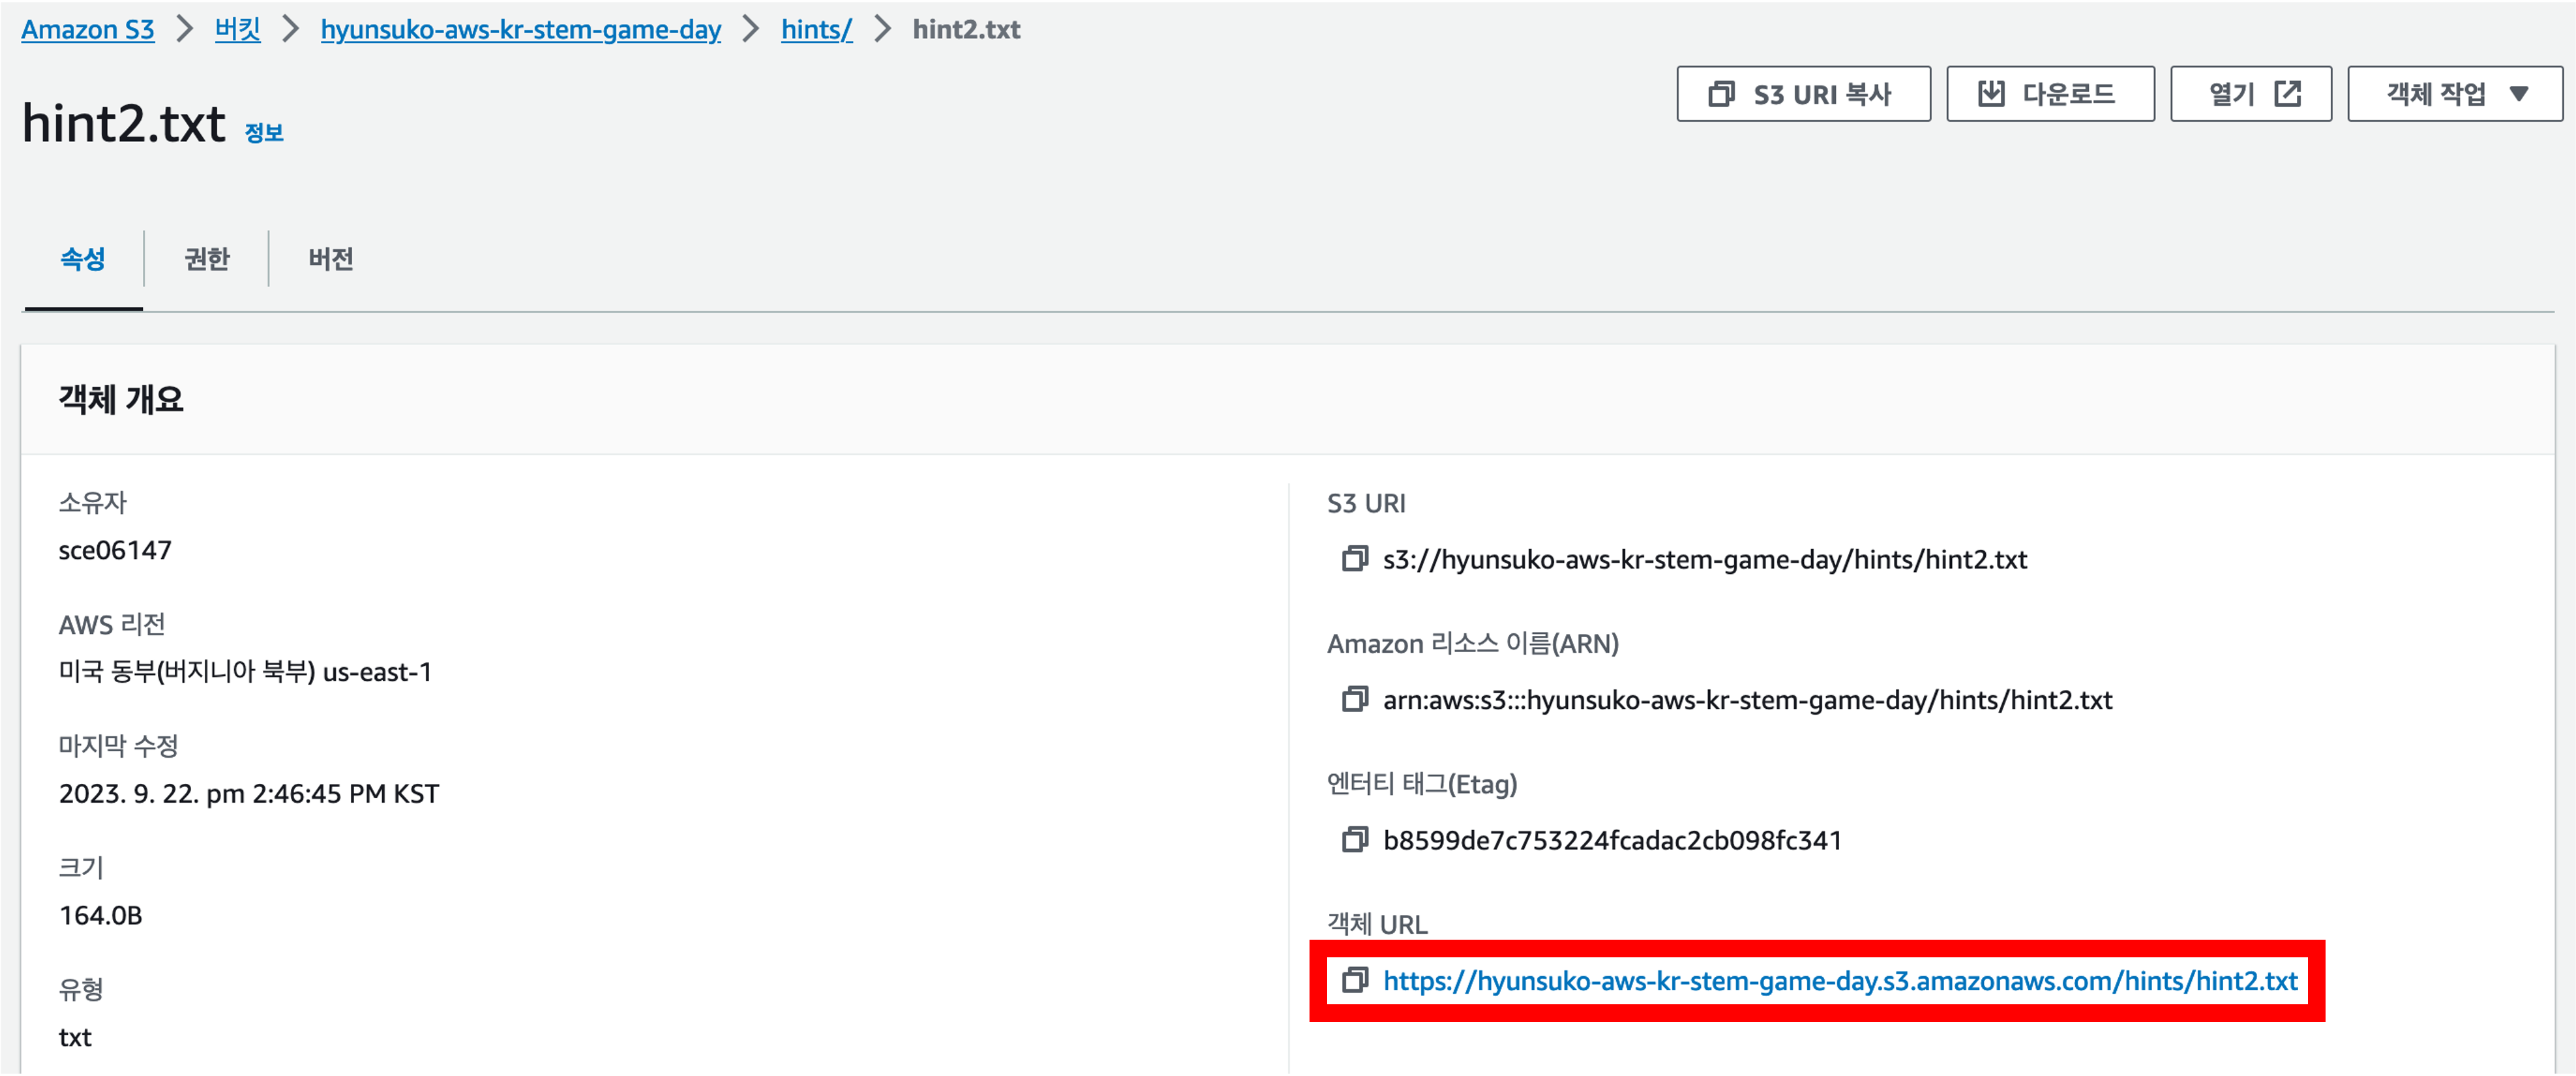 Amazon S3 > 버킷 > hyunsuko-aws-kr-stem-game-day > hints/ > hint2.txt
S3 URI 복사 다운로드 열기 객체 작업
hint2.txt 정보
속성 권한 버전
객체 개요
소유자
sce06147
AWS 리전
미국 동부(버지니아 북부) us-east-1
마지막 수정
2023. 9. 22. pm 2:46:45 PM KST
크기
164.0B
유형
txt
S3 URI
s3://hyunsuko-aws-kr-stem-game-day/hints/hint2.txt
Amazon 리소스 이름(ARN)
arn:aws:s3:::hyunsuko-aws-kr-stem-game-day/hints/hint2.txt
엔터티 태그(Etag)
b8599de7c753224fcadac2cb098fc341
객체 URL
https://hyunsuko-aws-kr-stem-game-day.s3.amazonaws.com/hints/hint2.txt